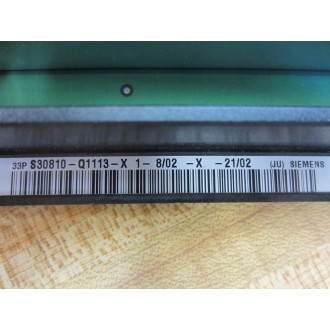 33P S30810-Q1113-X 1- 8/02 -X -21/02 (JU) SIEMENS